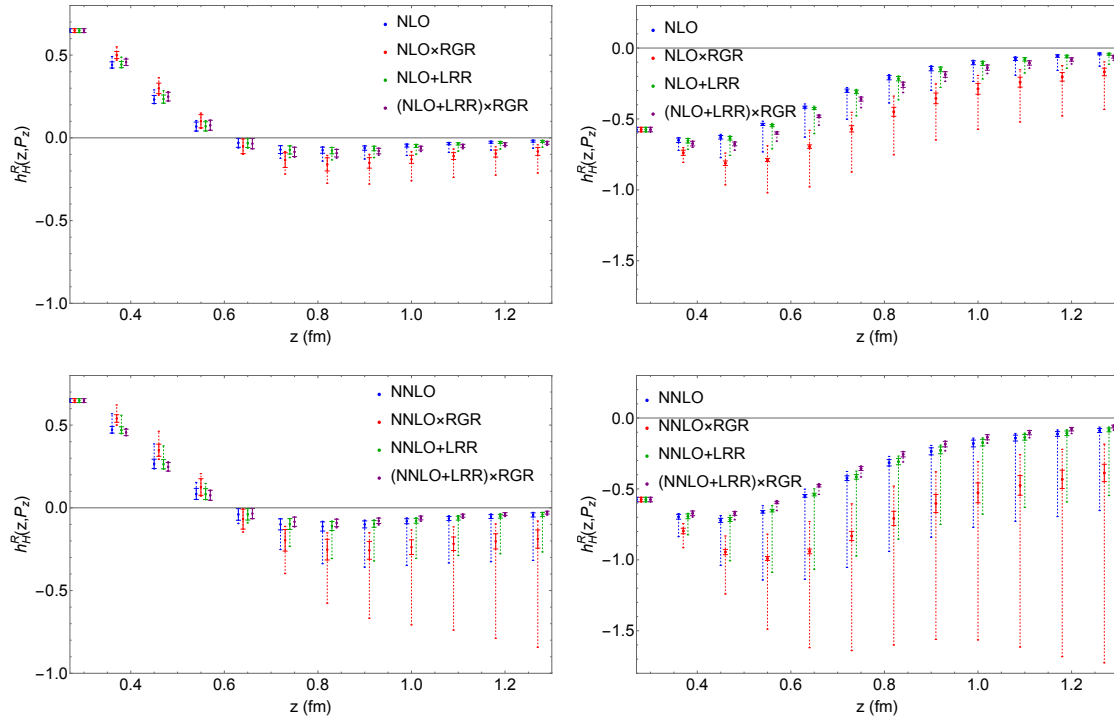 NLO
NLO×RGR
NLO+LRR
(NLO+LRR)×RGR
0.5
0.0
−0.5
−1.0
h_H^R(z,P_z)
0.4
0.6
0.8
1.0
1.2
z (fm)
NLO
NLO×RGR
NLO+LRR
(NLO+LRR)×RGR
0.0
−0.5
−1.0
−1.5
h_H^R(z,P_z)
0.4
0.6
0.8
1.0
1.2
z (fm)
NNLO
NNLO×RGR
NNLO+LRR
(NNLO+LRR)×RGR
0.5
0.0
−0.5
−1.0
h_H^R(z,P_z)
0.4
0.6
0.8
1.0
1.2
z (fm)
NNLO
NNLO×RGR
NNLO+LRR
(NNLO+LRR)×RGR
0.0
−0.5
−1.0
−1.5
h_H^R(z,P_z)
0.4
0.6
0.8
1.0
1.2
z (fm)